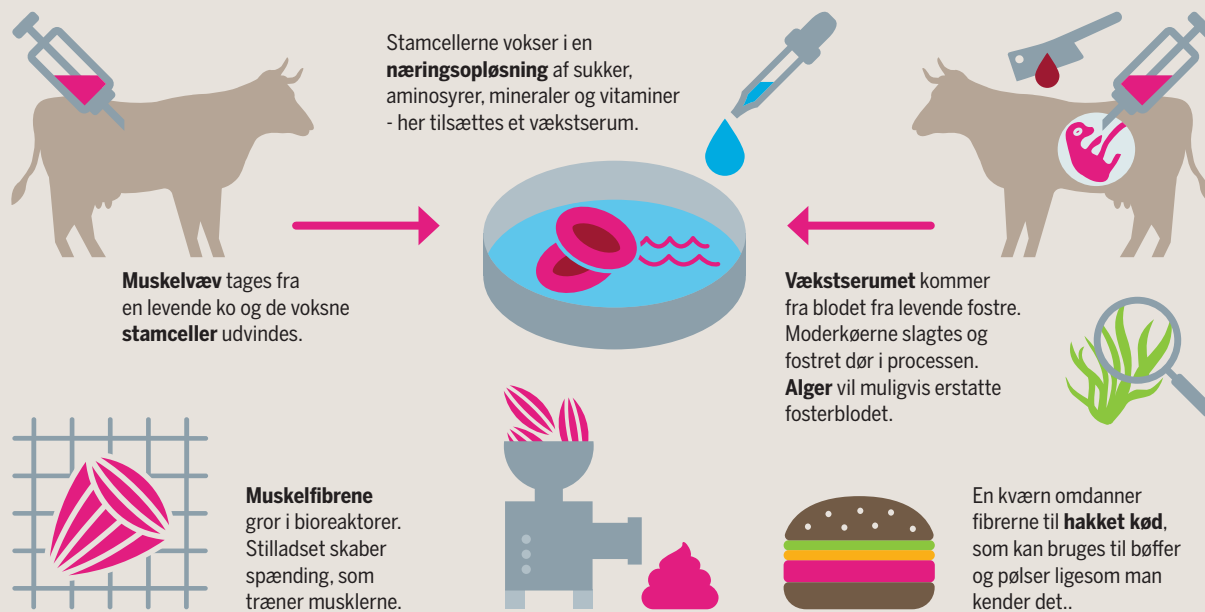 Stamcellerne vokser i en
næringsopløsning af sukker,
aminosyrer, mineraler og vitaminer
- her tilsættes et vækstserum.
Muskelvæv tages fra
en levende ko og de voksne
stamceller udvindes.
Vækstserumet kommer
fra blodet fra levende fostre.
Moderkøerne slagtes og
fostret dør i processen.
Alger vil muligvis erstatte
fosterblodet.
Muskelfibrene
gror i bioreaktorer.
Stilladset skaber
spænding, som
træner musklerne.
En kværn omdanner
fibrerne til hakket kød,
som kan bruges til bøffer
og pølser ligesom man
kender det..